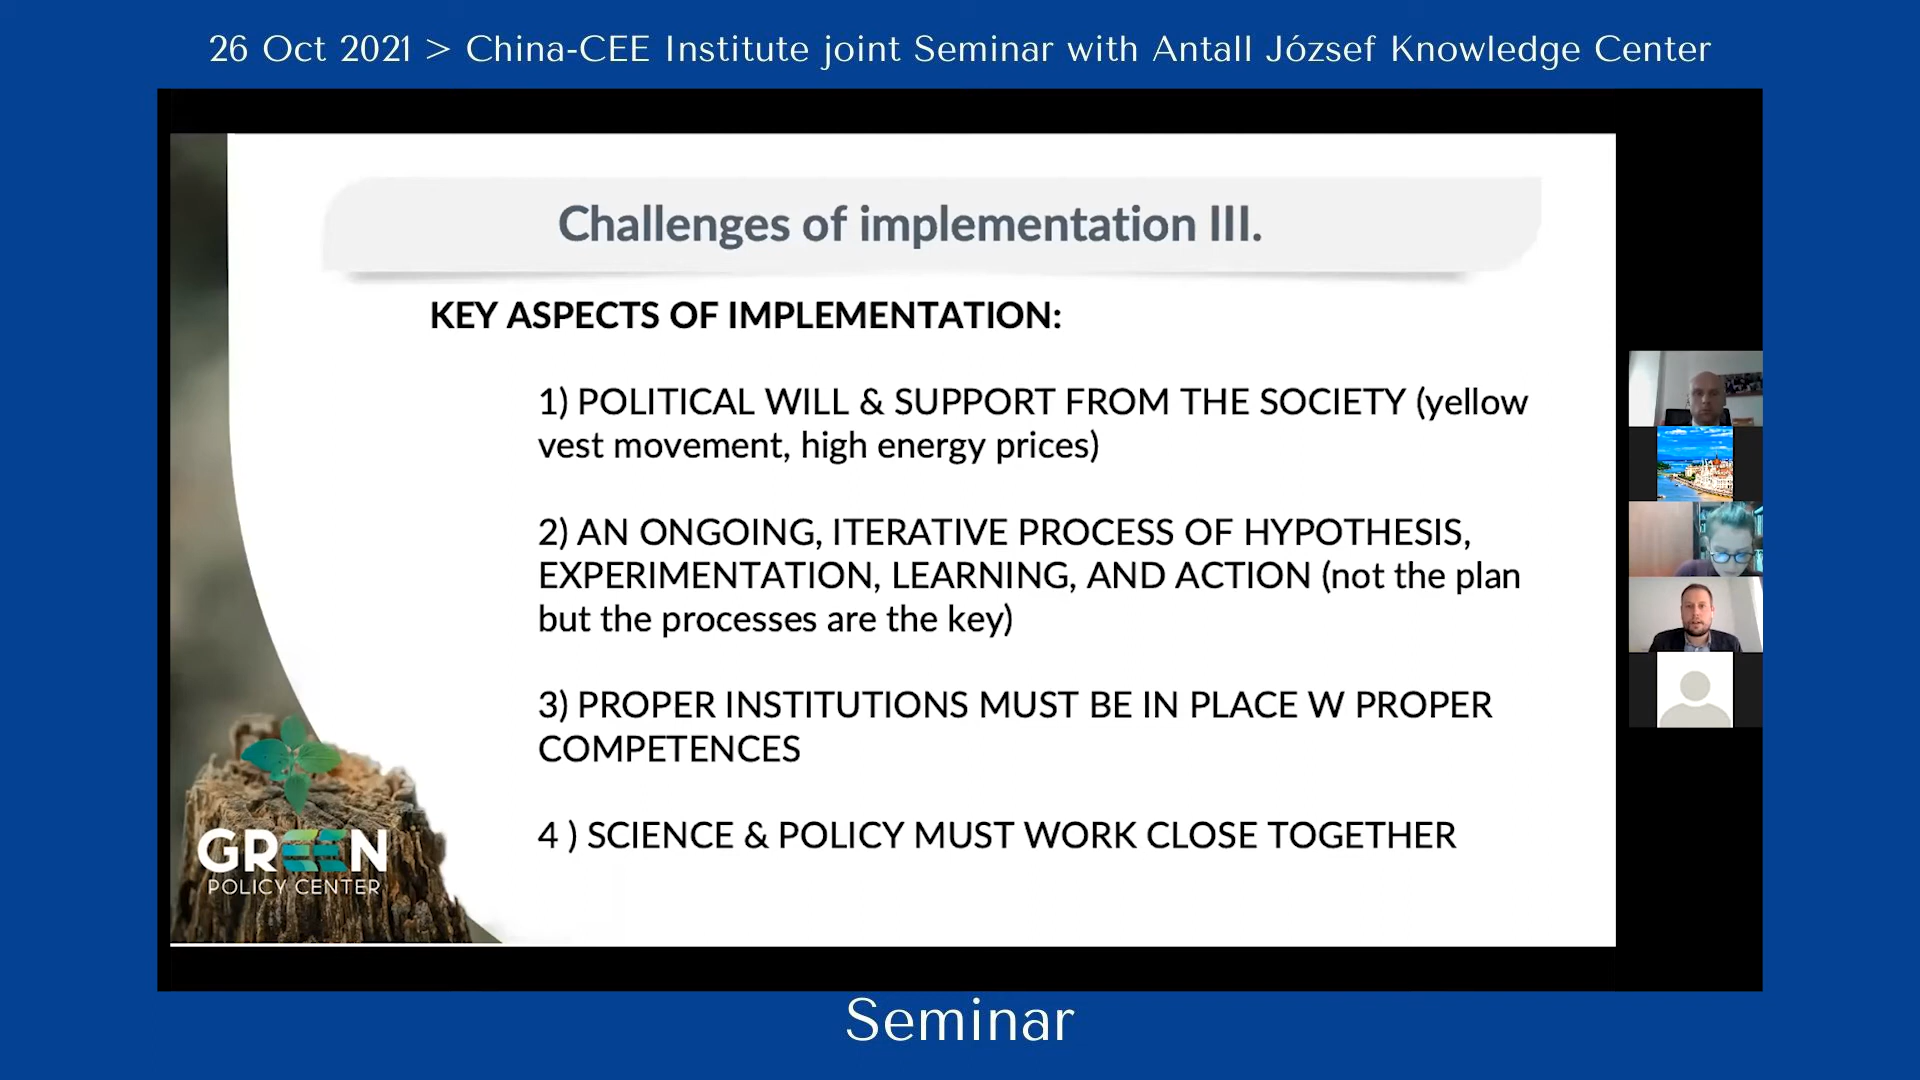 26 Oct 2021 > China-CEE Institute joint Seminar with Antall József Knowledge Center
Challenges of implementation III.
KEY ASPECTS OF IMPLEMENTATION:
1) POLITICAL WILL & SUPPORT FROM THE SOCIETY (yellow
vest movement, high energy prices)
2) AN ONGOING, ITERATIVE PROCESS OF HYPOTHESIS,
EXPERIMENTATION, LEARNING, AND ACTION (not the plan
but the processes are the key)
3) PROPER INSTITUTIONS MUST BE IN PLACE W PROPER
COMPETENCES
4 ) SCIENCE & POLICY MUST WORK CLOSE TOGETHER
GREEN
POLICY CENTER
Seminar